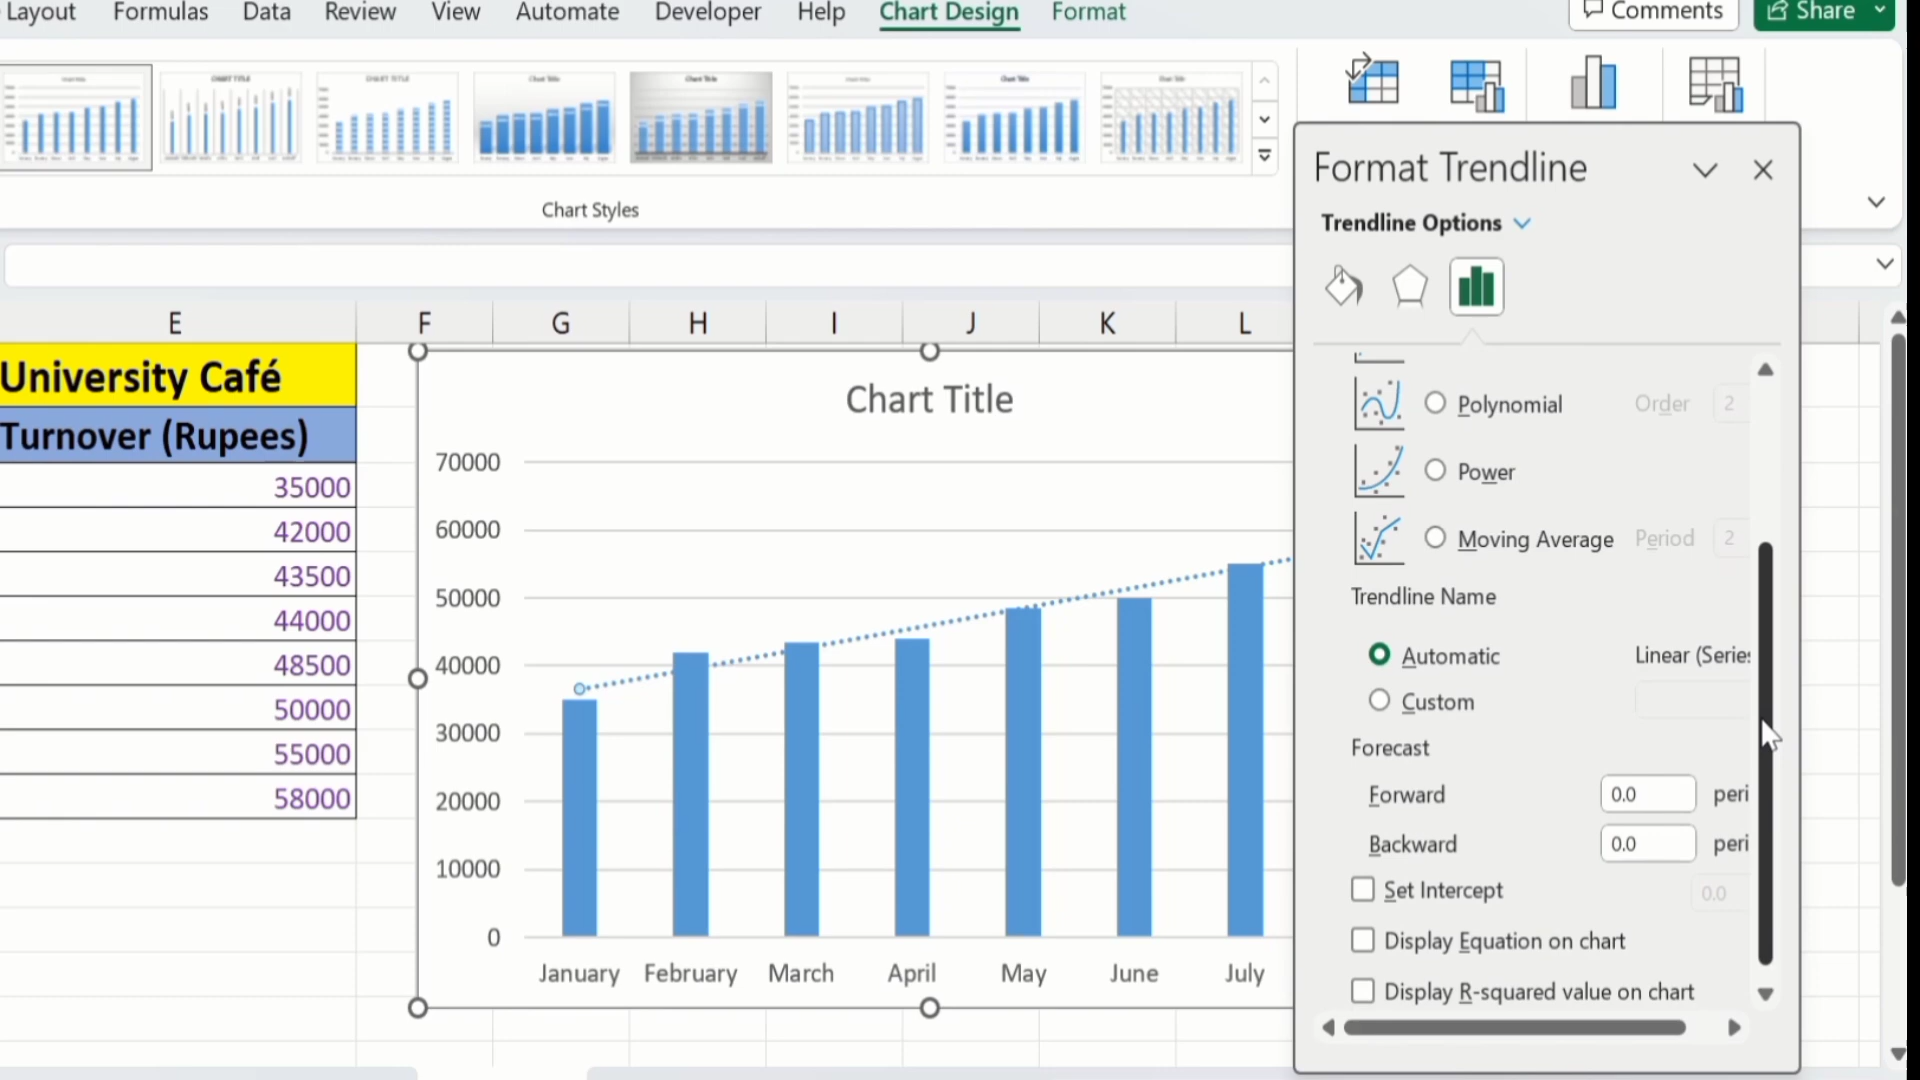 Layout Formulas Data Review View Automate Developer Help Chart Design Format Comments Share
Chart Styles
Format Trendline
Trendline Options
E F G H I J K L
University Café
Turnover (Rupees)
35000
42000
43500
44000
48500
50000
55000
58000
Chart Title
70000
60000
50000
40000
30000
20000
10000
0
January February March April May June July
Polynomial Order 2
Power
Moving Average Period 2
Trendline Name
Automatic Linear (Series
Custom
Forecast
Forward 0.0 peri
Backward 0.0 peri
Set Intercept 0.0
Display Equation on chart
Display R-squared value on chart